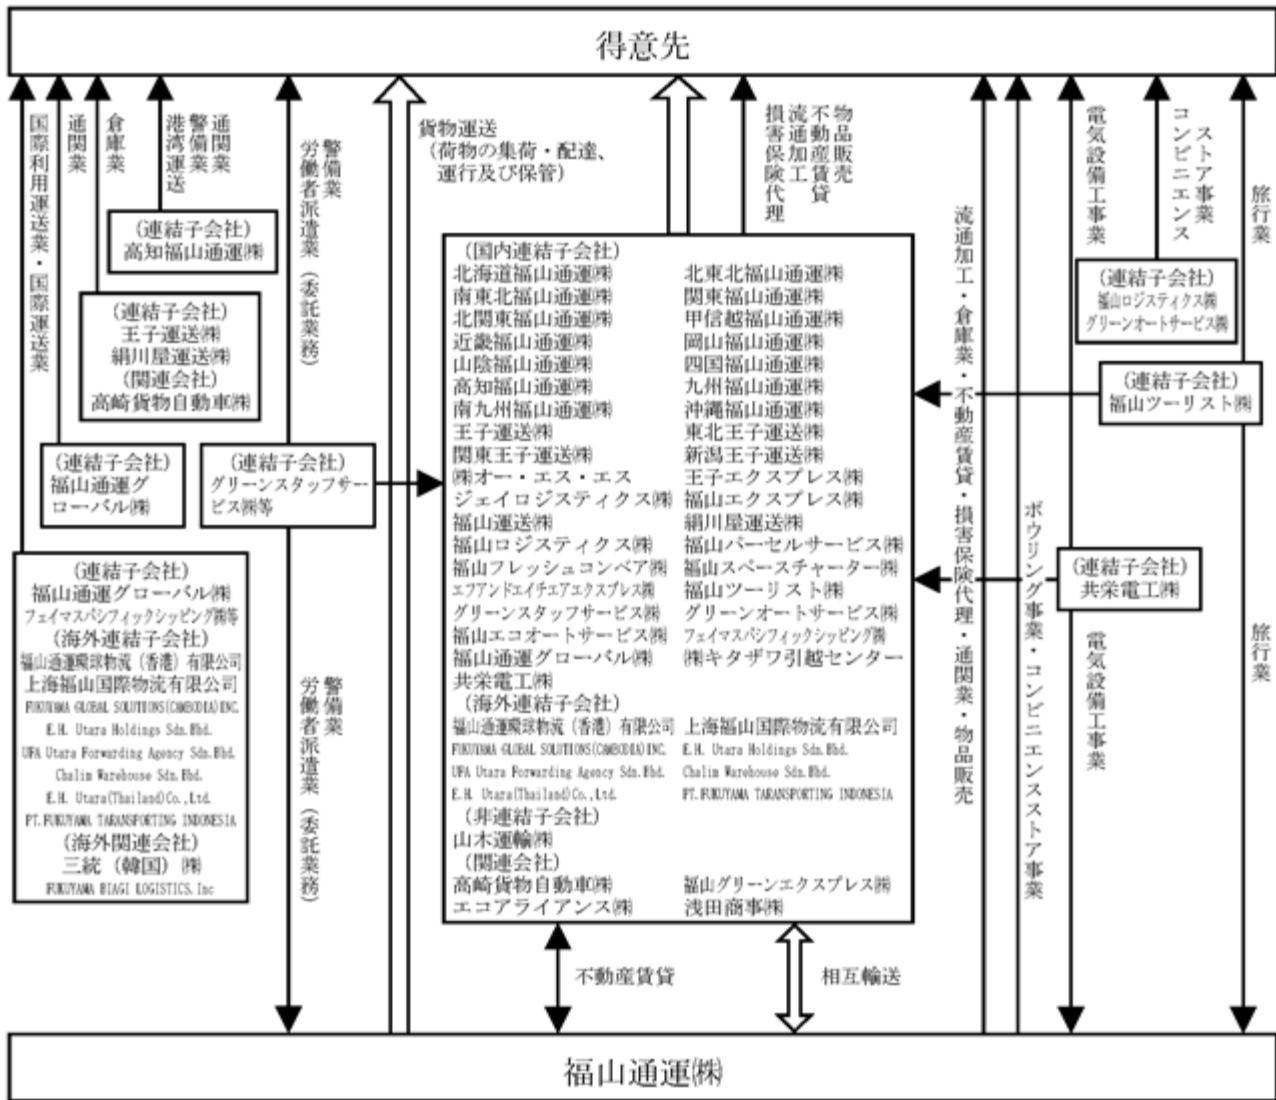 得意先
国際利用運送業・国際運送業
通関業
倉庫業
通関業
警備業
港湾運送
警備業
労働者派遣業（委託業務）
貨物運送
（荷物の集荷・配達、
運行及び保管）
物品販売
不動産賃貸
流通加工
損害保険代理
流通加工・倉庫業・不動産賃貸・損害保険代理・通関業・物品販売
ボウリング事業・コンビニエンスストア事業
電気設備工事業
コンビニエンス
ストア事業
旅行業
（連結子会社）
高知福山通運㈱
（連結子会社）
王子運送㈱
絹川屋運送㈱
（関連会社）
高崎貨物自動車㈱
（連結子会社）
福山通運グ
ローバル㈱
（連結子会社）
グリーンスタッフサー
ビス㈱等
（連結子会社）
福山通運グローバル㈱
フェイマスパシフィックシッピング㈱等
（海外連結子会社）
福山通運環球物流（香港）有限公司
上海福山国際物流有限公司
FUKUYAMA GLOBAL SOLUTIONS(CAMBODIA)INC.
E.H. Utara Holdings Sdn.Bhd.
UFA Utara Forwarding Agency Sdn.Bhd.
Chalim Warehouse Sdn.Bhd.
E.H. Utara(Thailand)Co.,Ltd.
PT.FUKUYAMA TARANSPORTING INDONESIA
（海外関連会社）
三統（韓国）㈱
FUKUYAMA BIAGI LOGISTICS.Inc
警備業
労働者派遣業（委託業務）
（国内連結子会社）
北海道福山通運㈱　北東北福山通運㈱
南東北福山通運㈱　関東福山通運㈱
北関東福山通運㈱　甲信越福山通運㈱
近畿福山通運㈱　岡山福山通運㈱
山陰福山通運㈱　四国福山通運㈱
高知福山通運㈱　九州福山通運㈱
南九州福山通運㈱　沖縄福山通運㈱
王子運送㈱　東北王子運送㈱
関東王子運送㈱　新潟王子運送㈱
㈱オー・エス・エス　王子エクスプレス㈱
ジェイロジスティクス㈱　福山エクスプレス㈱
福山運送㈱　絹川屋運送㈱
福山ロジスティクス㈱　福山パーセルサービス㈱
福山フレッシュコンベア㈱　福山スペースチャーター㈱
エフアンドエイチエアエクスプレス㈱　福山ツーリスト㈱
グリーンスタッフサービス㈱　グリーンオートサービス㈱
福山エコオートサービス㈱　フェイマスパシフィックシッピング㈱
福山通運グローバル㈱　㈱キタザワ引越センター
共栄電工㈱
（海外連結子会社）
福山通運環球物流（香港）有限公司　上海福山国際物流有限公司
FUKUYAMA GLOBAL SOLUTIONS(CAMBODIA)INC.　E.H. Utara Holdings Sdn.Bhd.
UFA Utara Forwarding Agency Sdn.Bhd.　Chalim Warehouse Sdn.Bhd.
E.H. Utara(Thailand)Co.,Ltd.　PT.FUKUYAMA TARANSPORTING INDONESIA
（非連結子会社）
山木運輸㈱
（関連会社）
高崎貨物自動車㈱　福山グリーンエクスプレス㈱
エコアライアンス㈱　浅田商事㈱
（連結子会社）
福山ロジスティクス㈱
グリーンオートサービス㈱
（連結子会社）
福山ツーリスト㈱
（連結子会社）
共栄電工㈱
電気設備工事業
旅行業
不動産賃貸
相互輸送
福山通運㈱